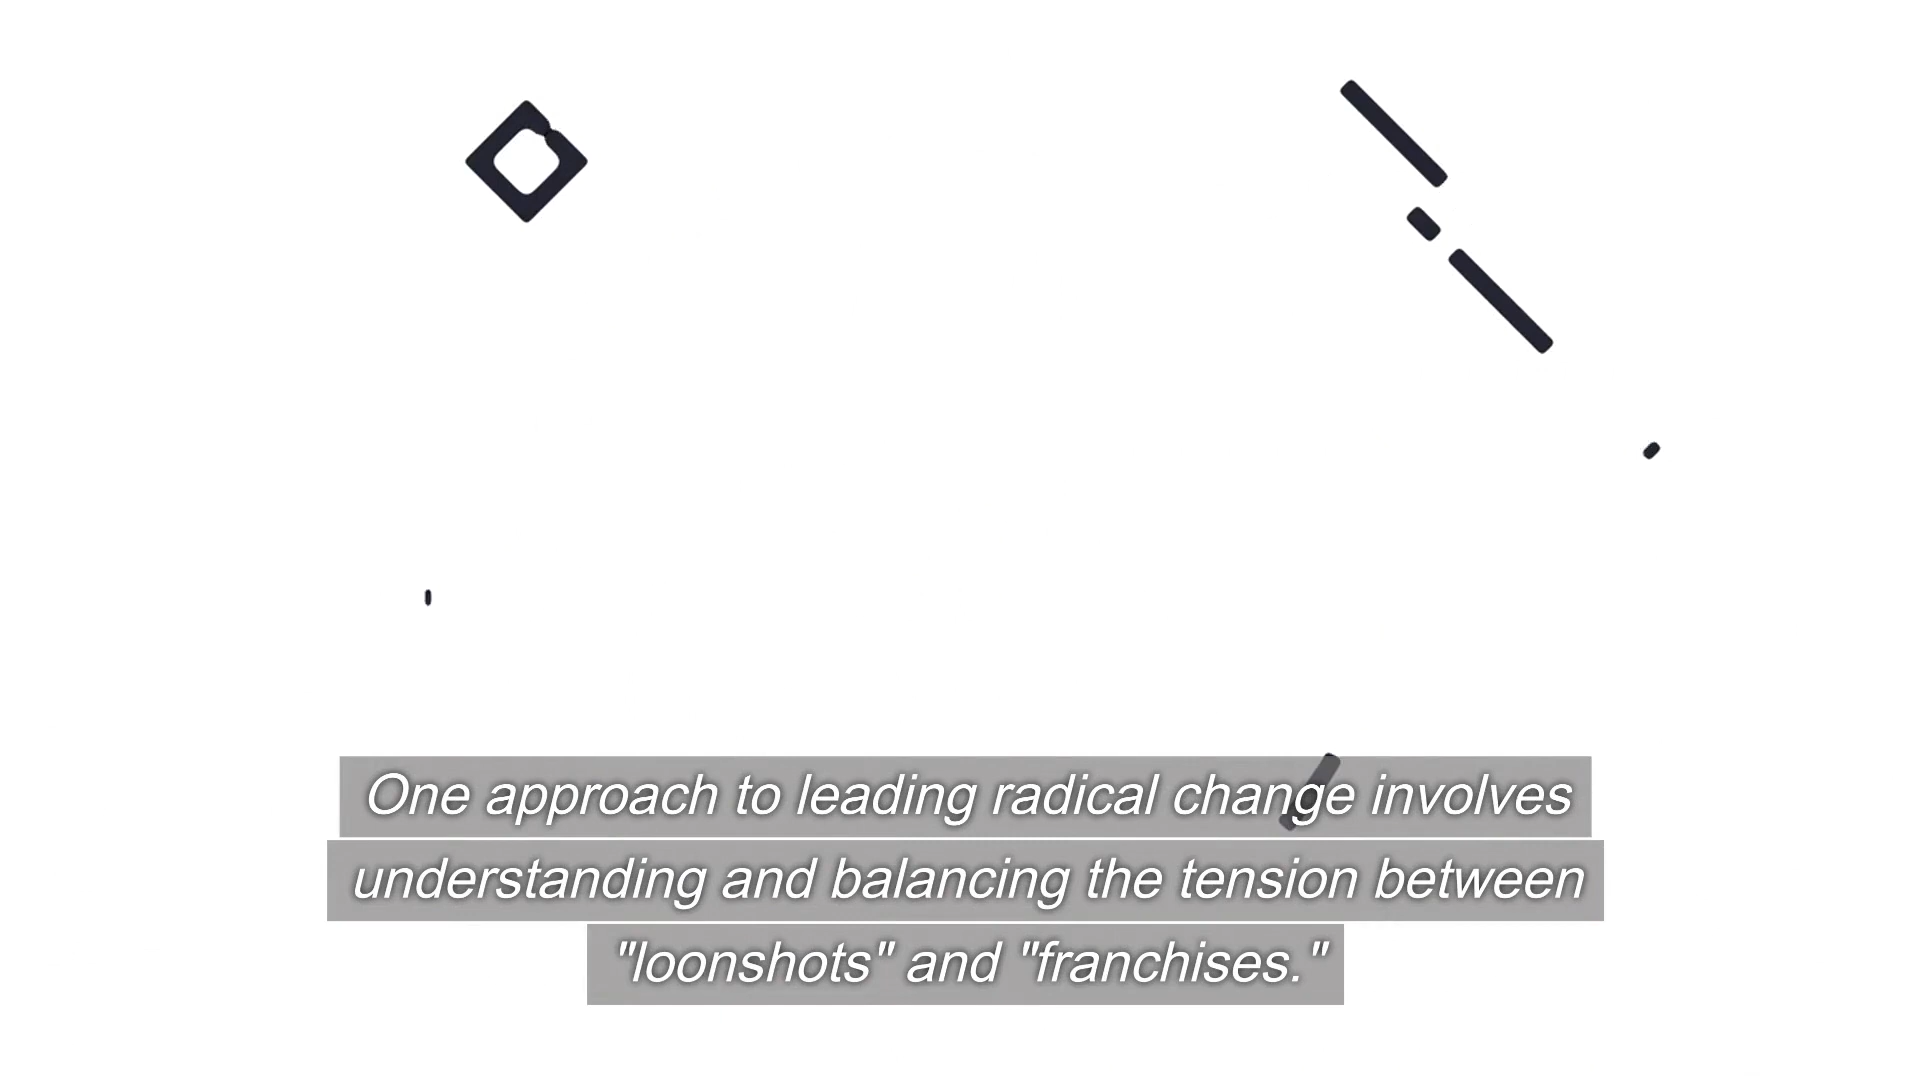 One approach to leading radical change involves
understanding and balancing the tension between
"loonshots" and "franchises."